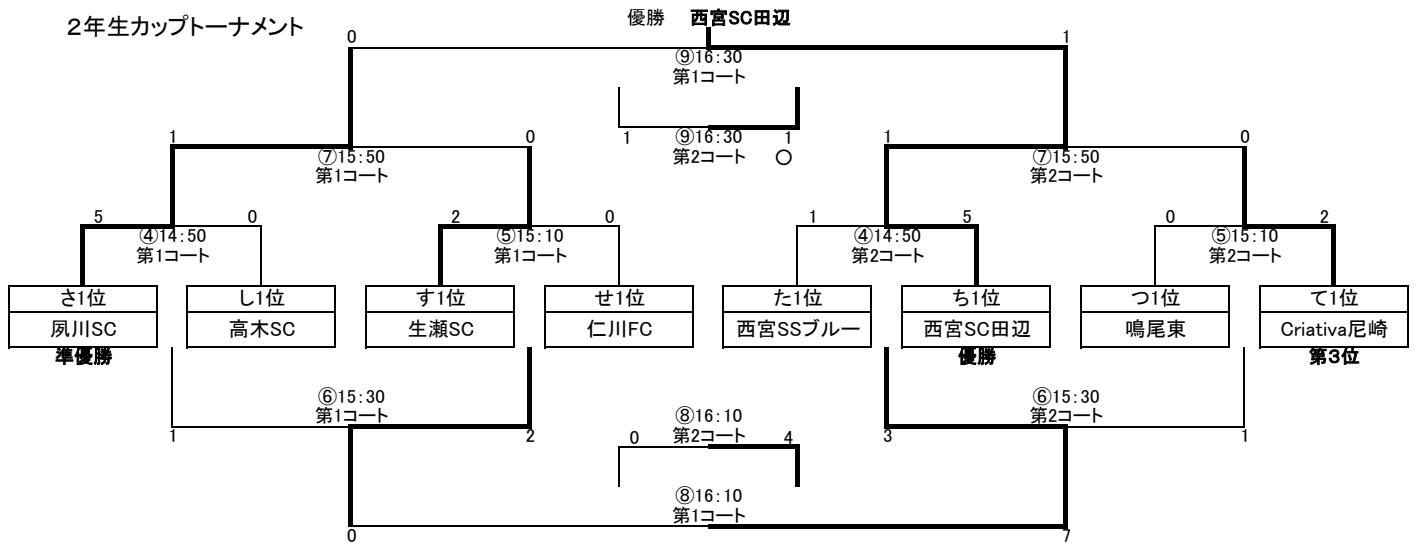 優勝 西宮SC田辺
2年生カップトーナメント
0 1
⑨16:30
第1コート
1 ⑨16:30 1
第2コート ○
1 0 1 0
⑦15:50 ⑦15:50
第1コート 第2コート
5 0 2 0 1 5 0 2
④14:50 ⑤15:10 ④14:50 ⑤15:10
第1コート 第1コート 第2コート 第2コート
さ1位 し1位 す1位 せ1位 た1位 ち1位 つ1位 て1位
夙川SC 高木SC 生瀬SC 仁川FC 西宮SSブルー 西宮SC田辺 鳴尾東 Criativa尼崎
準優勝 優勝 第3位
⑥15:30 ⑥15:30
第1コート 第2コート
1 2 3 1
⑧16:10
0 第2コート 4
⑧16:10
第1コート
0 7